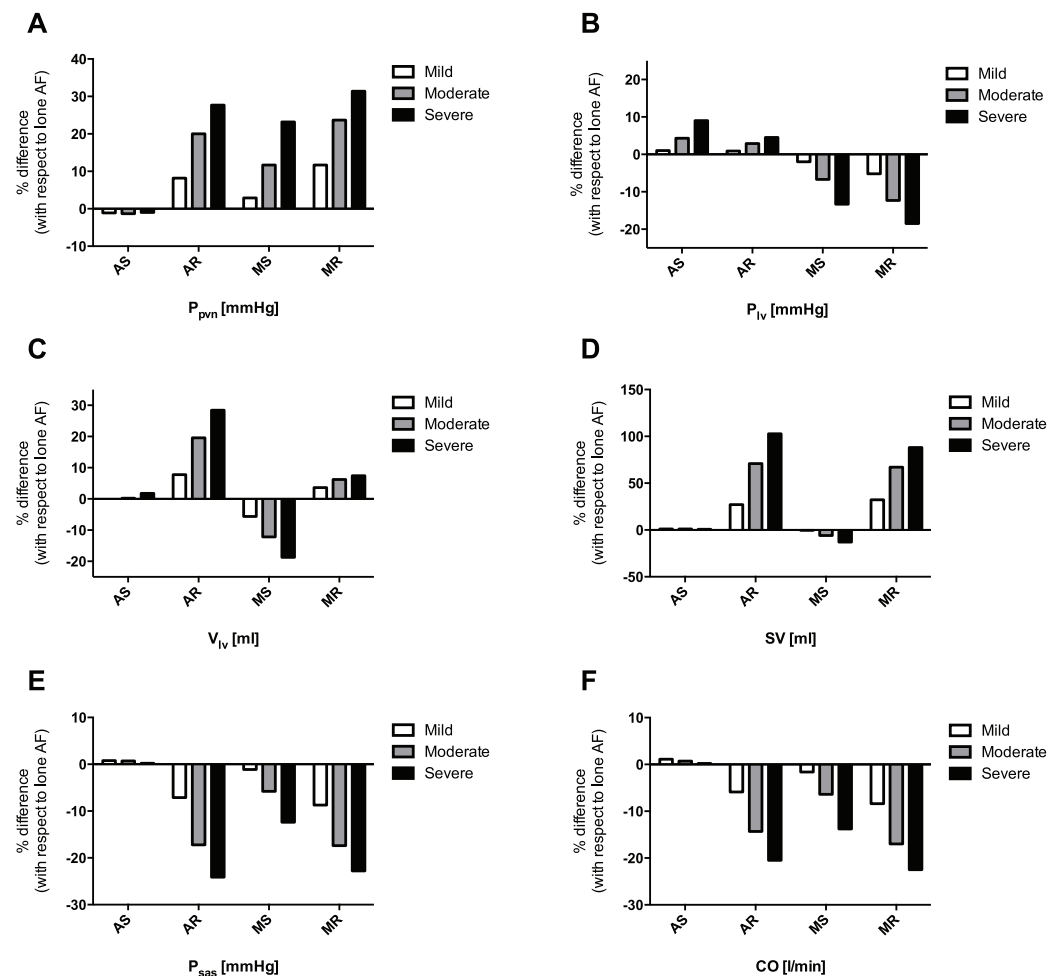 A
% difference
(with respect to lone AF)
40
30
20
10
0
-10
AS
AR
MS
MR
Ppvn [mmHg]
Mild
Moderate
Severe
B
% difference
(with respect to lone AF)
20
10
0
-10
-20
AS
AR
MS
MR
Plv [mmHg]
Mild
Moderate
Severe
C
% difference
(with respect to lone AF)
30
20
10
0
-10
-20
AS
AR
MS
MR
Vlv [ml]
Mild
Moderate
Severe
D
% difference
(with respect to lone AF)
150
100
50
0
-50
AS
AR
MS
MR
SV [ml]
Mild
Moderate
Severe
E
% difference
(with respect to lone AF)
10
0
-10
-20
-30
AS
AR
MS
MR
Psas [mmHg]
Mild
Moderate
Severe
F
% difference
(with respect to lone AF)
10
0
-10
-20
-30
AS
AR
MS
MR
CO [l/min]
Mild
Moderate
Severe